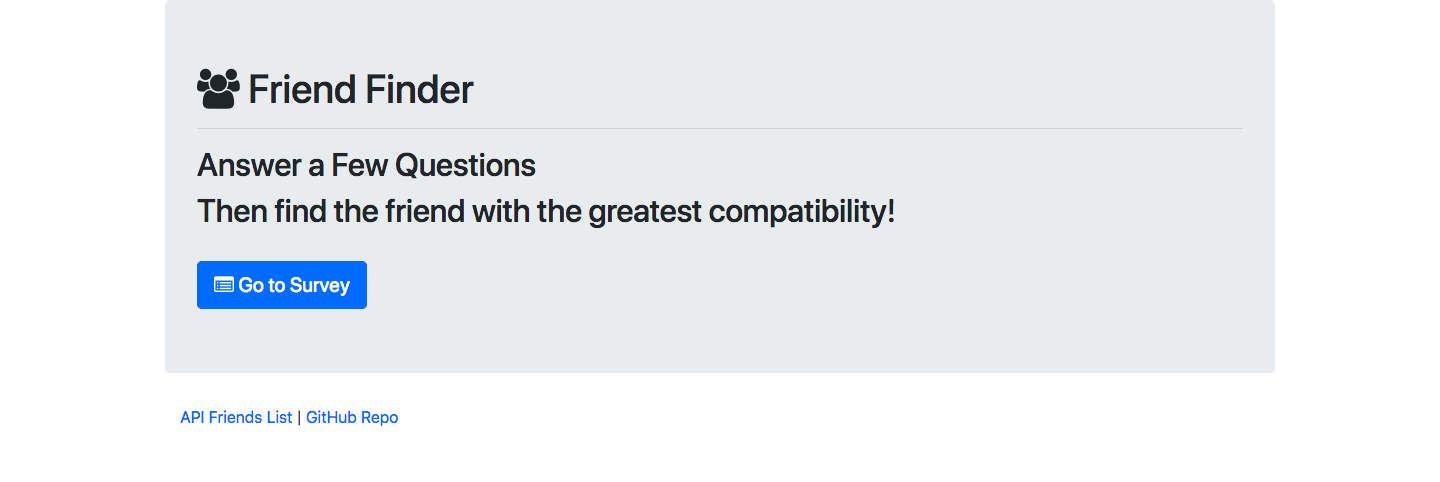 Friend Finder
Answer a Few Questions
Then find the friend with the greatest compatibility!
Go to Survey
API Friends List | GitHub Repo